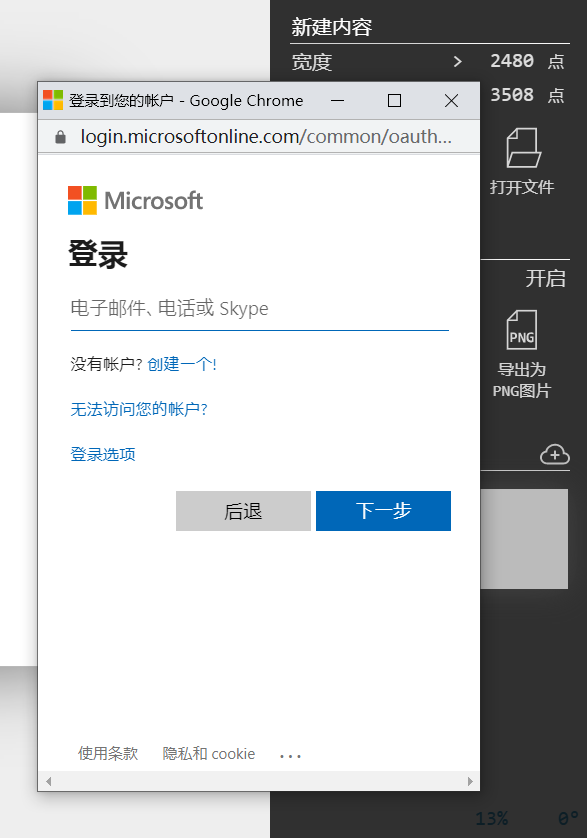 新建内容
宽度 > 2480 点
3508 点
登录到您的帐户 - Google Chrome
login.microsoftonline.com/common/oauth...
Microsoft
登录
电子邮件、电话或 Skype
没有帐户? 创建一个!
无法访问您的帐户?
登录选项
后退 下一步
使用条款 隐私和 cookie ...
打开文件
开启
PNG
导出为
PNG图片
13% 0°